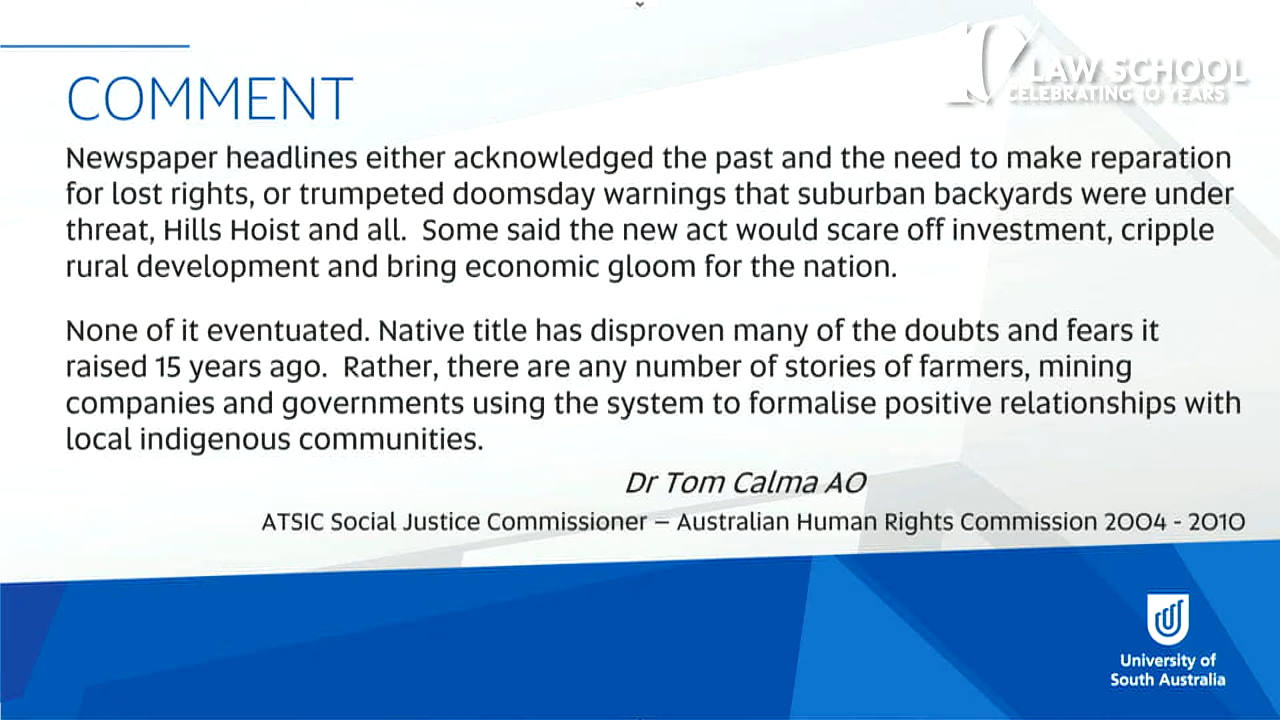 LAW SCHOOL
CELEBRATING 10 YEARS
COMMENT
Newspaper headlines either acknowledged the past and the need to make reparation
for lost rights, or trumpeted doomsday warnings that suburban backyards were under
threat, Hills Hoist and all.  Some said the new act would scare off investment, cripple
rural development and bring economic gloom for the nation.
None of it eventuated. Native title has disproven many of the doubts and fears it
raised 15 years ago.  Rather, there are any number of stories of farmers, mining
companies and governments using the system to formalise positive relationships with
local indigenous communities.
Dr Tom Calma AO
ATSIC Social Justice Commissioner – Australian Human Rights Commission 2004 - 2010
University of
South Australia